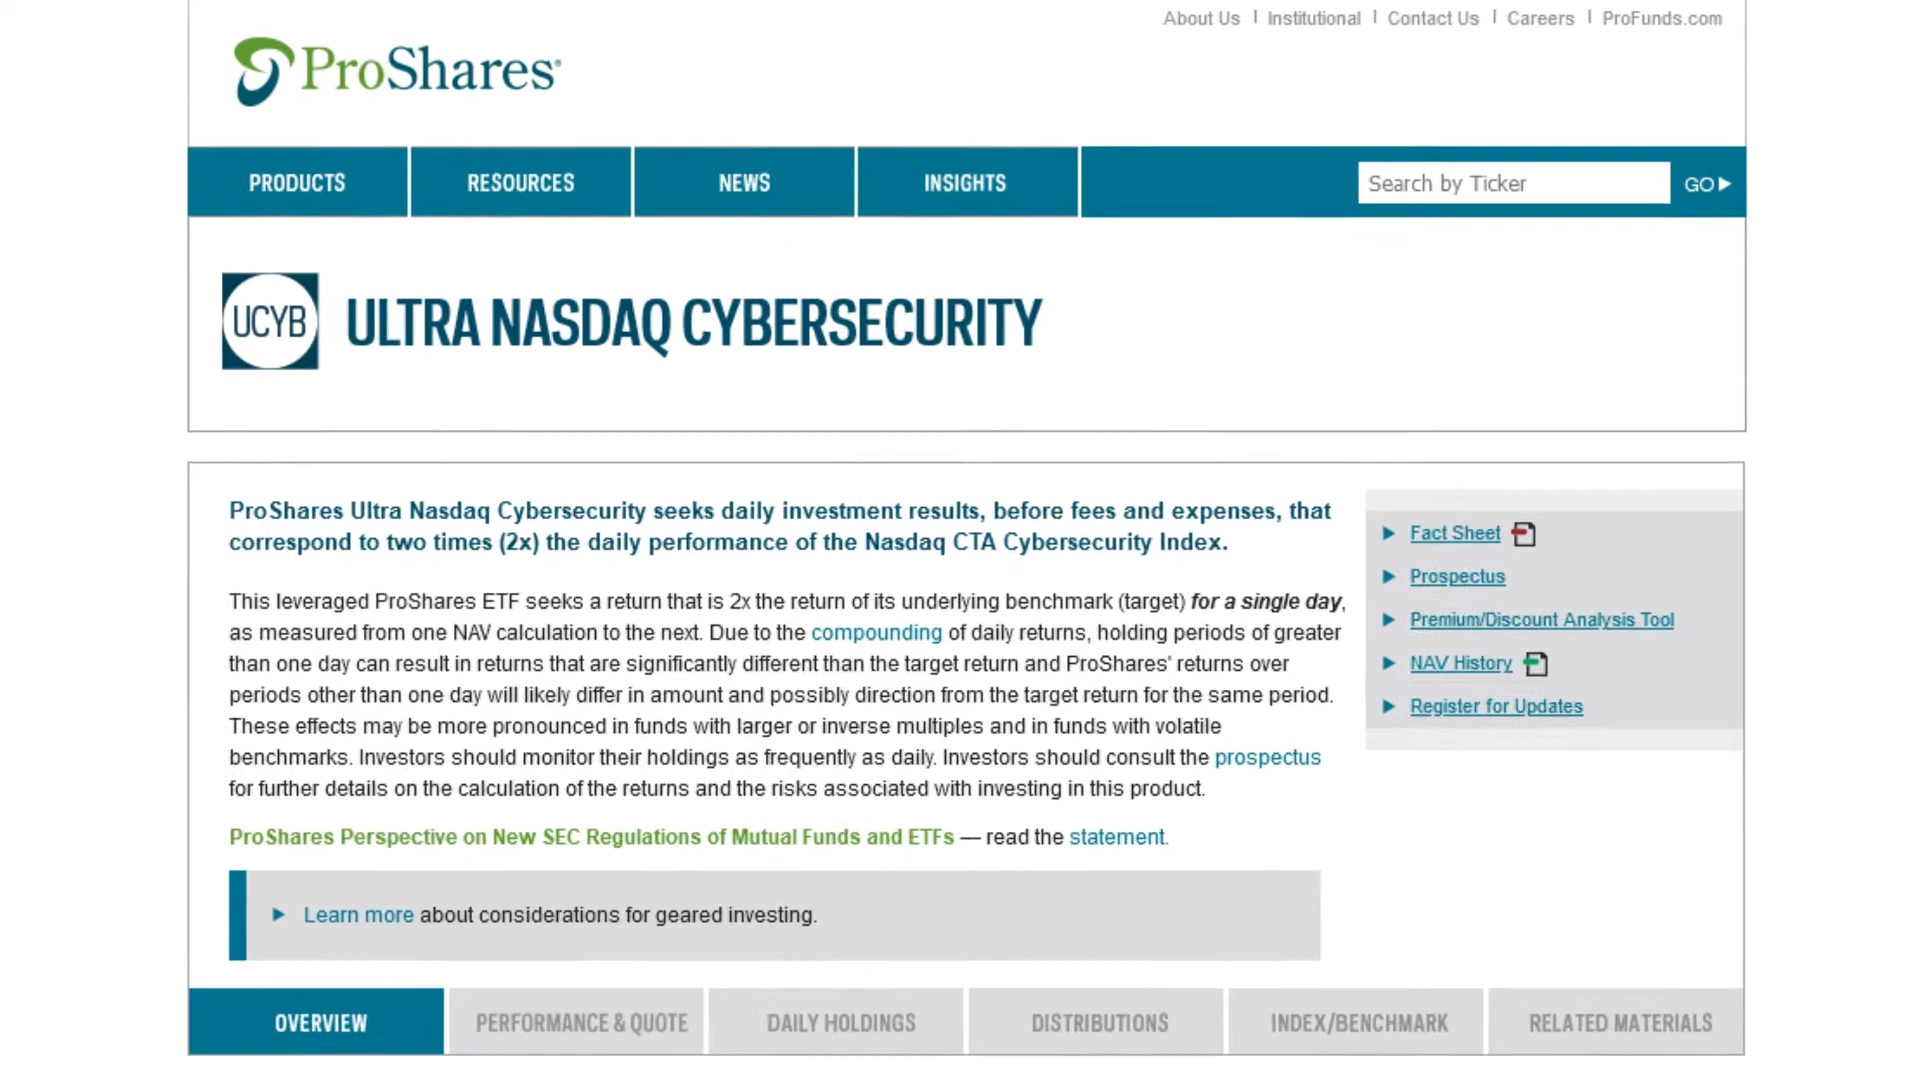 About Us | Institutional | Contact Us | Careers | ProFunds.com
ProShares®
PRODUCTS RESOURCES NEWS INSIGHTS Search by Ticker GO
UCYB ULTRA NASDAQ CYBERSECURITY
ProShares Ultra Nasdaq Cybersecurity seeks daily investment results, before fees and expenses, that
correspond to two times (2x) the daily performance of the Nasdaq CTA Cybersecurity Index.
This leveraged ProShares ETF seeks a return that is 2x the return of its underlying benchmark (target) for a single day,
as measured from one NAV calculation to the next. Due to the compounding of daily returns, holding periods of greater
than one day can result in returns that are significantly different than the target return and ProShares' returns over
periods other than one day will likely differ in amount and possibly direction from the target return for the same period.
These effects may be more pronounced in funds with larger or inverse multiples and in funds with volatile
benchmarks. Investors should monitor their holdings as frequently as daily. Investors should consult the prospectus
for further details on the calculation of the returns and the risks associated with investing in this product.
ProShares Perspective on New SEC Regulations of Mutual Funds and ETFs — read the statement.
Learn more about considerations for geared investing.
Fact Sheet
Prospectus
Premium/Discount Analysis Tool
NAV History
Register for Updates
OVERVIEW PERFORMANCE & QUOTE DAILY HOLDINGS DISTRIBUTIONS INDEX/BENCHMARK RELATED MATERIALS